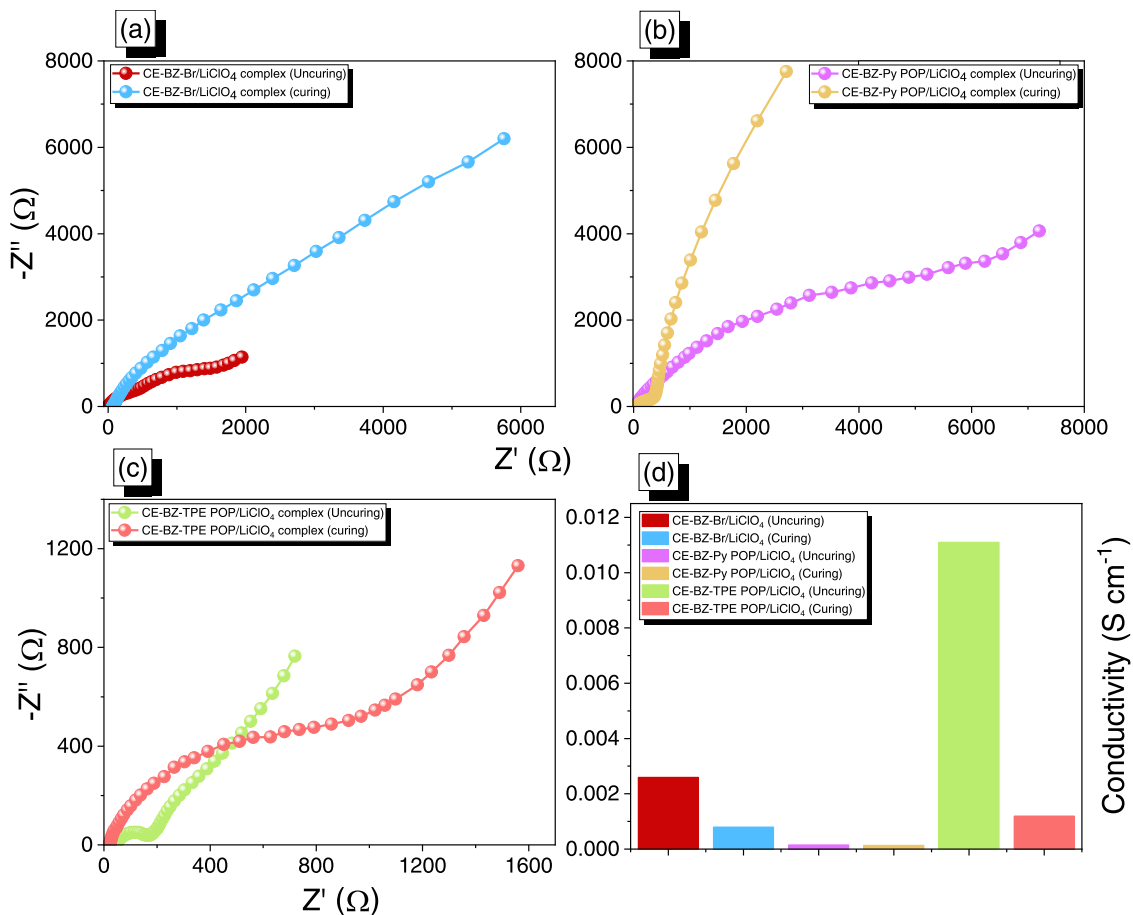 (a)
CE-BZ-Br/LiClO4 complex (Uncuring)
CE-BZ-Br/LiClO4 complex (curing)
8000
6000
4000
2000
0
0
2000
4000
6000
-Z'' (Ω)
(b)
CE-BZ-Py POP/LiClO4 complex (Uncuring)
CE-BZ-Py POP/LiClO4 complex (curing)
8000
6000
4000
2000
0
0
2000
4000
6000
8000
Z' (Ω)
(c)
CE-BZ-TPE POP/LiClO4 complex (Uncuring)
CE-BZ-TPE POP/LiClO4 complex (curing)
1200
800
400
0
0
400
800
1200
1600
-Z'' (Ω)
Z' (Ω)
(d)
CE-BZ-Br/LiClO4 (Uncuring)
CE-BZ-Br/LiClO4 (Curing)
CE-BZ-Py POP/LiClO4 (Uncuring)
CE-BZ-Py POP/LiClO4 (Curing)
CE-BZ-TPE POP/LiClO4 (Uncuring)
CE-BZ-TPE POP/LiClO4 (Curing)
0.012
0.010
0.008
0.006
0.004
0.002
0.000
Conductivity (S cm⁻¹)